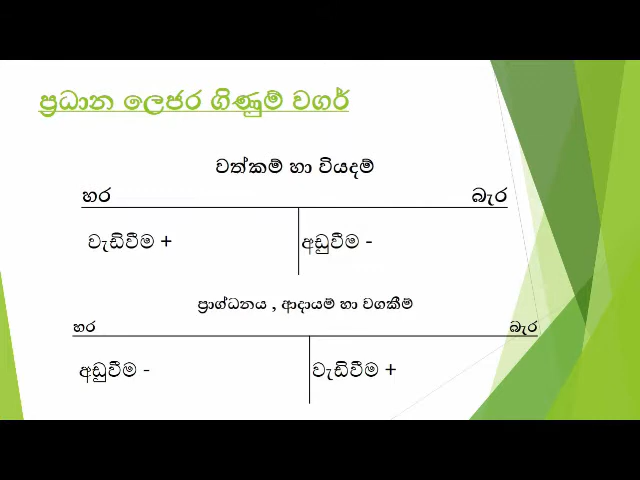 ප්‍රධාන ලෙජර ගිණුම් වගර්
වත්කම් හා වියදම්
හර බැර
වැඩිවීම + අඩුවීම -
ප්‍රාග්ධනය , ආදායම් හා වගකීම්
හර බැර
අඩුවීම - වැඩිවීම +